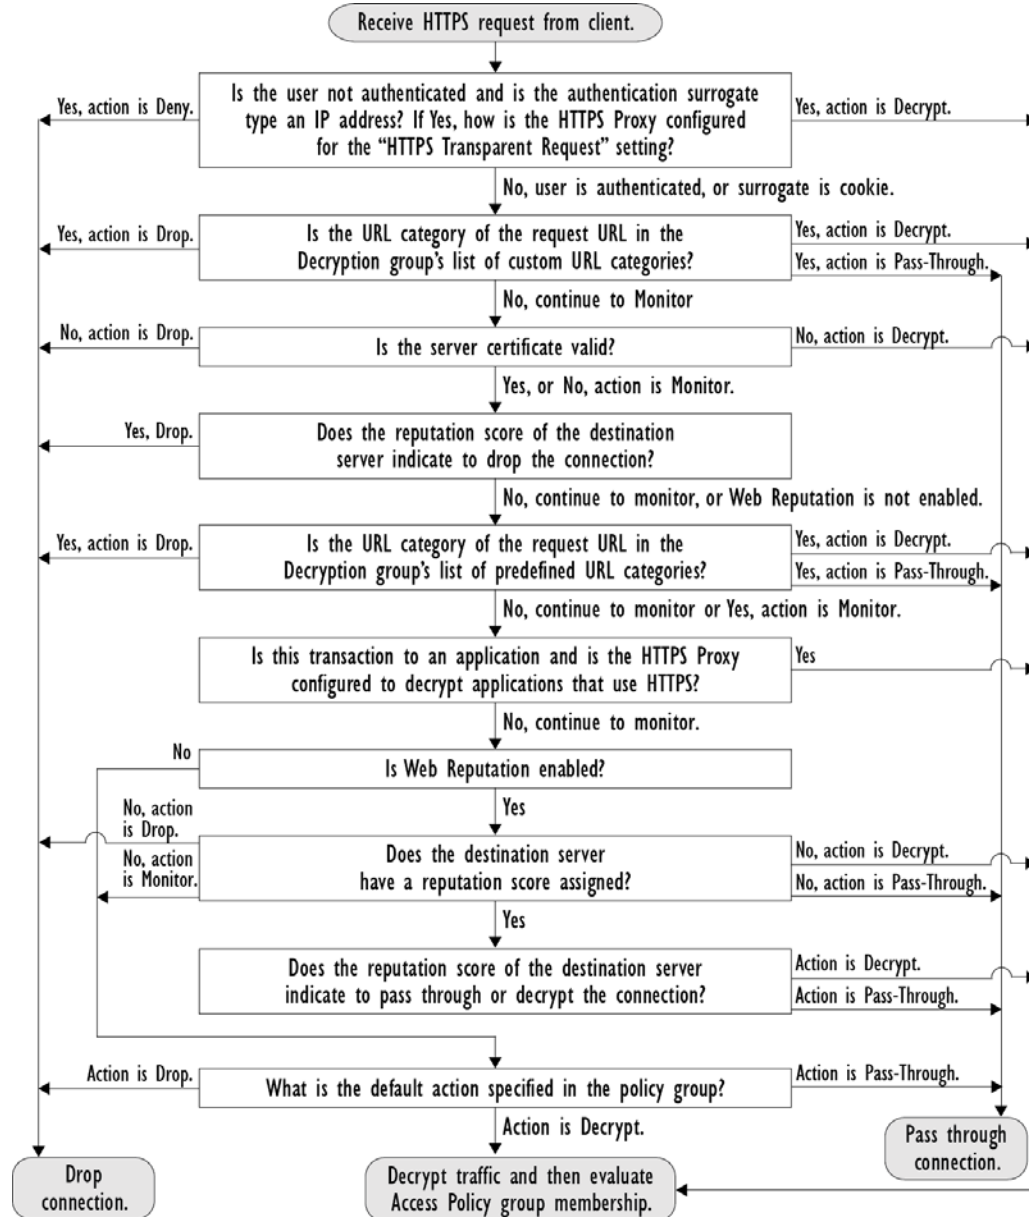 Receive HTTPS request from client.
Yes, action is Deny.
Is the user not authenticated and is the authentication surrogate
type an IP address? If Yes, how is the HTTPS Proxy configured
for the “HTTPS Transparent Request” setting?
Yes, action is Decrypt.
No, user is authenticated, or surrogate is cookie.
Yes, action is Drop.
Is the URL category of the request URL in the
Decryption group’s list of custom URL categories?
Yes, action is Decrypt.
Yes, action is Pass-Through.
No, continue to Monitor
No, action is Drop.
Is the server certificate valid?
No, action is Decrypt.
Yes, or No, action is Monitor.
Yes, Drop.
Does the reputation score of the destination
server indicate to drop the connection?
No, continue to monitor, or Web Reputation is not enabled.
Yes, action is Drop.
Is the URL category of the request URL in the
Decryption group’s list of predefined URL categories?
Yes, action is Decrypt.
Yes, action is Pass-Through.
No, continue to monitor or Yes, action is Monitor.
Is this transaction to an application and is the HTTPS Proxy
configured to decrypt applications that use HTTPS?
Yes
No, continue to monitor.
No
Is Web Reputation enabled?
Yes
No, action
is Drop.
No, action
is Monitor.
Does the destination server
have a reputation score assigned?
No, action is Decrypt.
No, action is Pass-Through.
Yes
Does the reputation score of the destination server
indicate to pass through or decrypt the connection?
Action is Decrypt.
Action is Pass-Through.
Action is Drop.
What is the default action specified in the policy group?
Action is Pass-Through.
Action is Decrypt.
Drop
connection.
Decrypt traffic and then evaluate
Access Policy group membership.
Pass through
connection.